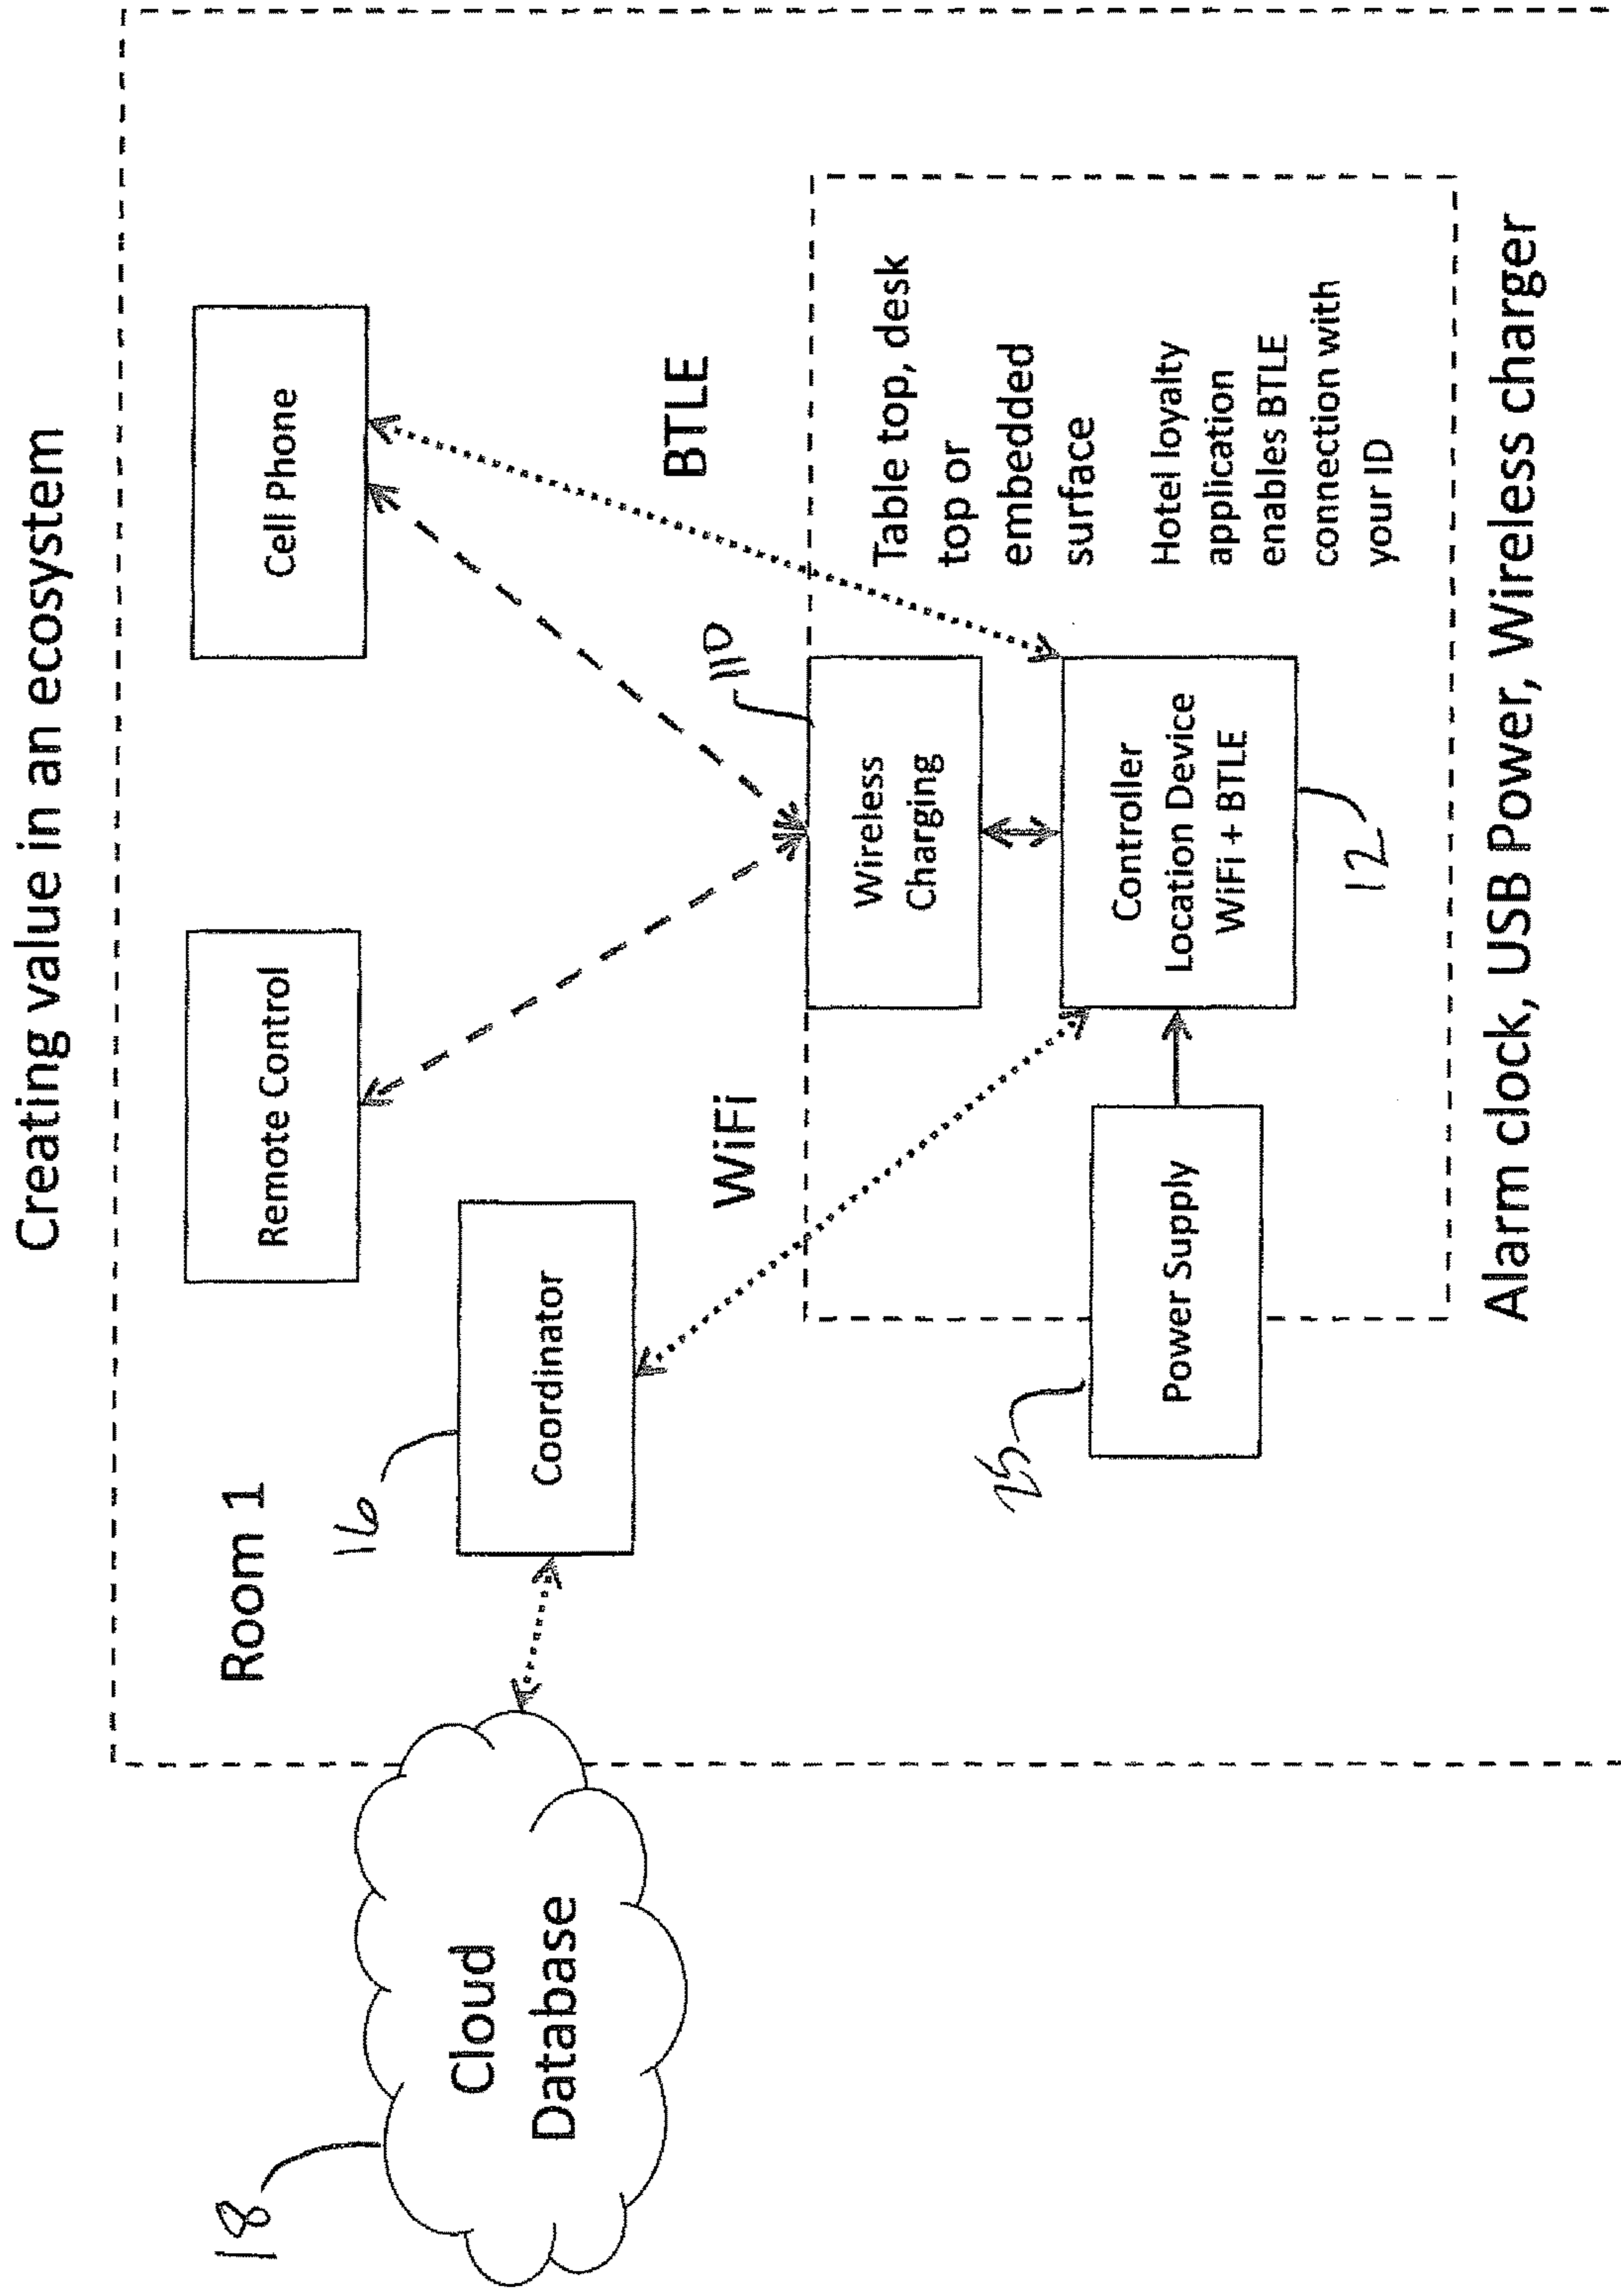 Creating value in an ecosystem
Room 1
Remote Control
Cell Phone
16
Coordinator
18
Cloud
Database
WiFi
BTLE
110
Wireless
Charging
Table top, desk
top or
embedded
surface
25
Power Supply
Controller
Location Device
WiFi + BTLE
12
Hotel loyalty
application
enables BTLE
connection with
your ID
Alarm clock, USB Power, Wireless charger